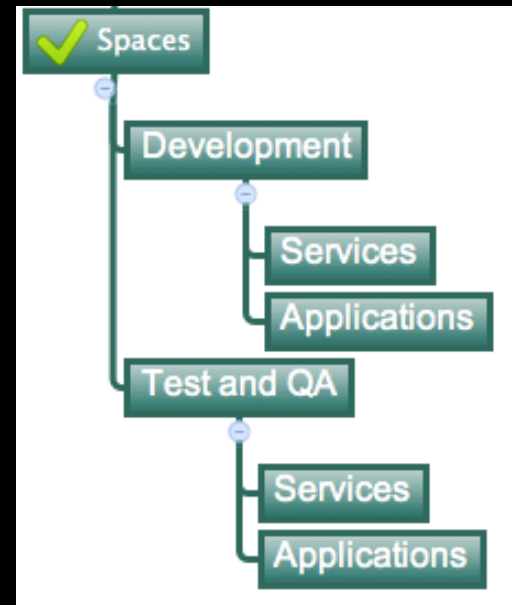 Spaces
Development
Services
Applications
Test and QA
Services
Applications